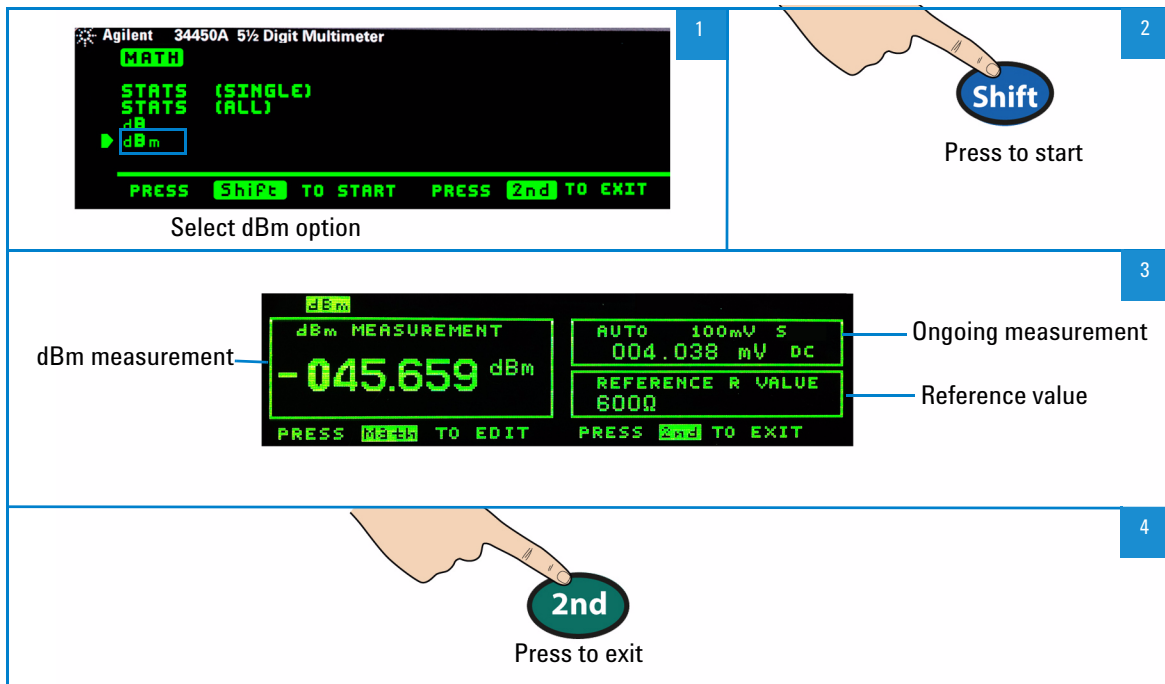 1
Agilent 34450A 5½ Digit Multimeter
MATH
STATS (SINGLE)
STATS (ALL)
dB
dBm
PRESS Shift TO START PRESS 2nd TO EXIT
Select dBm option
2
Shift
Press to start
3
dBm
dBm MEASUREMENT
-045.659 dBm
AUTO 100mV S
004.038 mV DC
REFERENCE R VALUE
600Ω
PRESS Math TO EDIT PRESS 2nd TO EXIT
dBm measurement
Ongoing measurement
Reference value
4
2nd
Press to exit